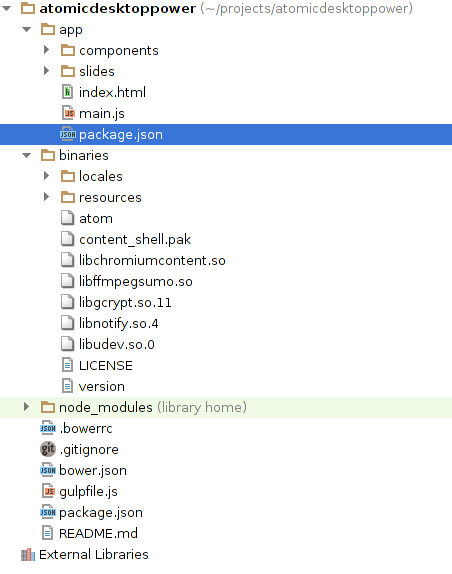 atomicdesktoppower (~/projects/atomicdesktoppower)
app
components
slides
index.html
main.js
package.json
binaries
locales
resources
atom
content_shell.pak
libchromiumcontent.so
libffmpegsumo.so
libgcrypt.so.11
libnotify.so.4
libudev.so.0
LICENSE
version
node_modules (library home)
.bowerrc
.gitignore
bower.json
gulpfile.js
package.json
README.md
External Libraries